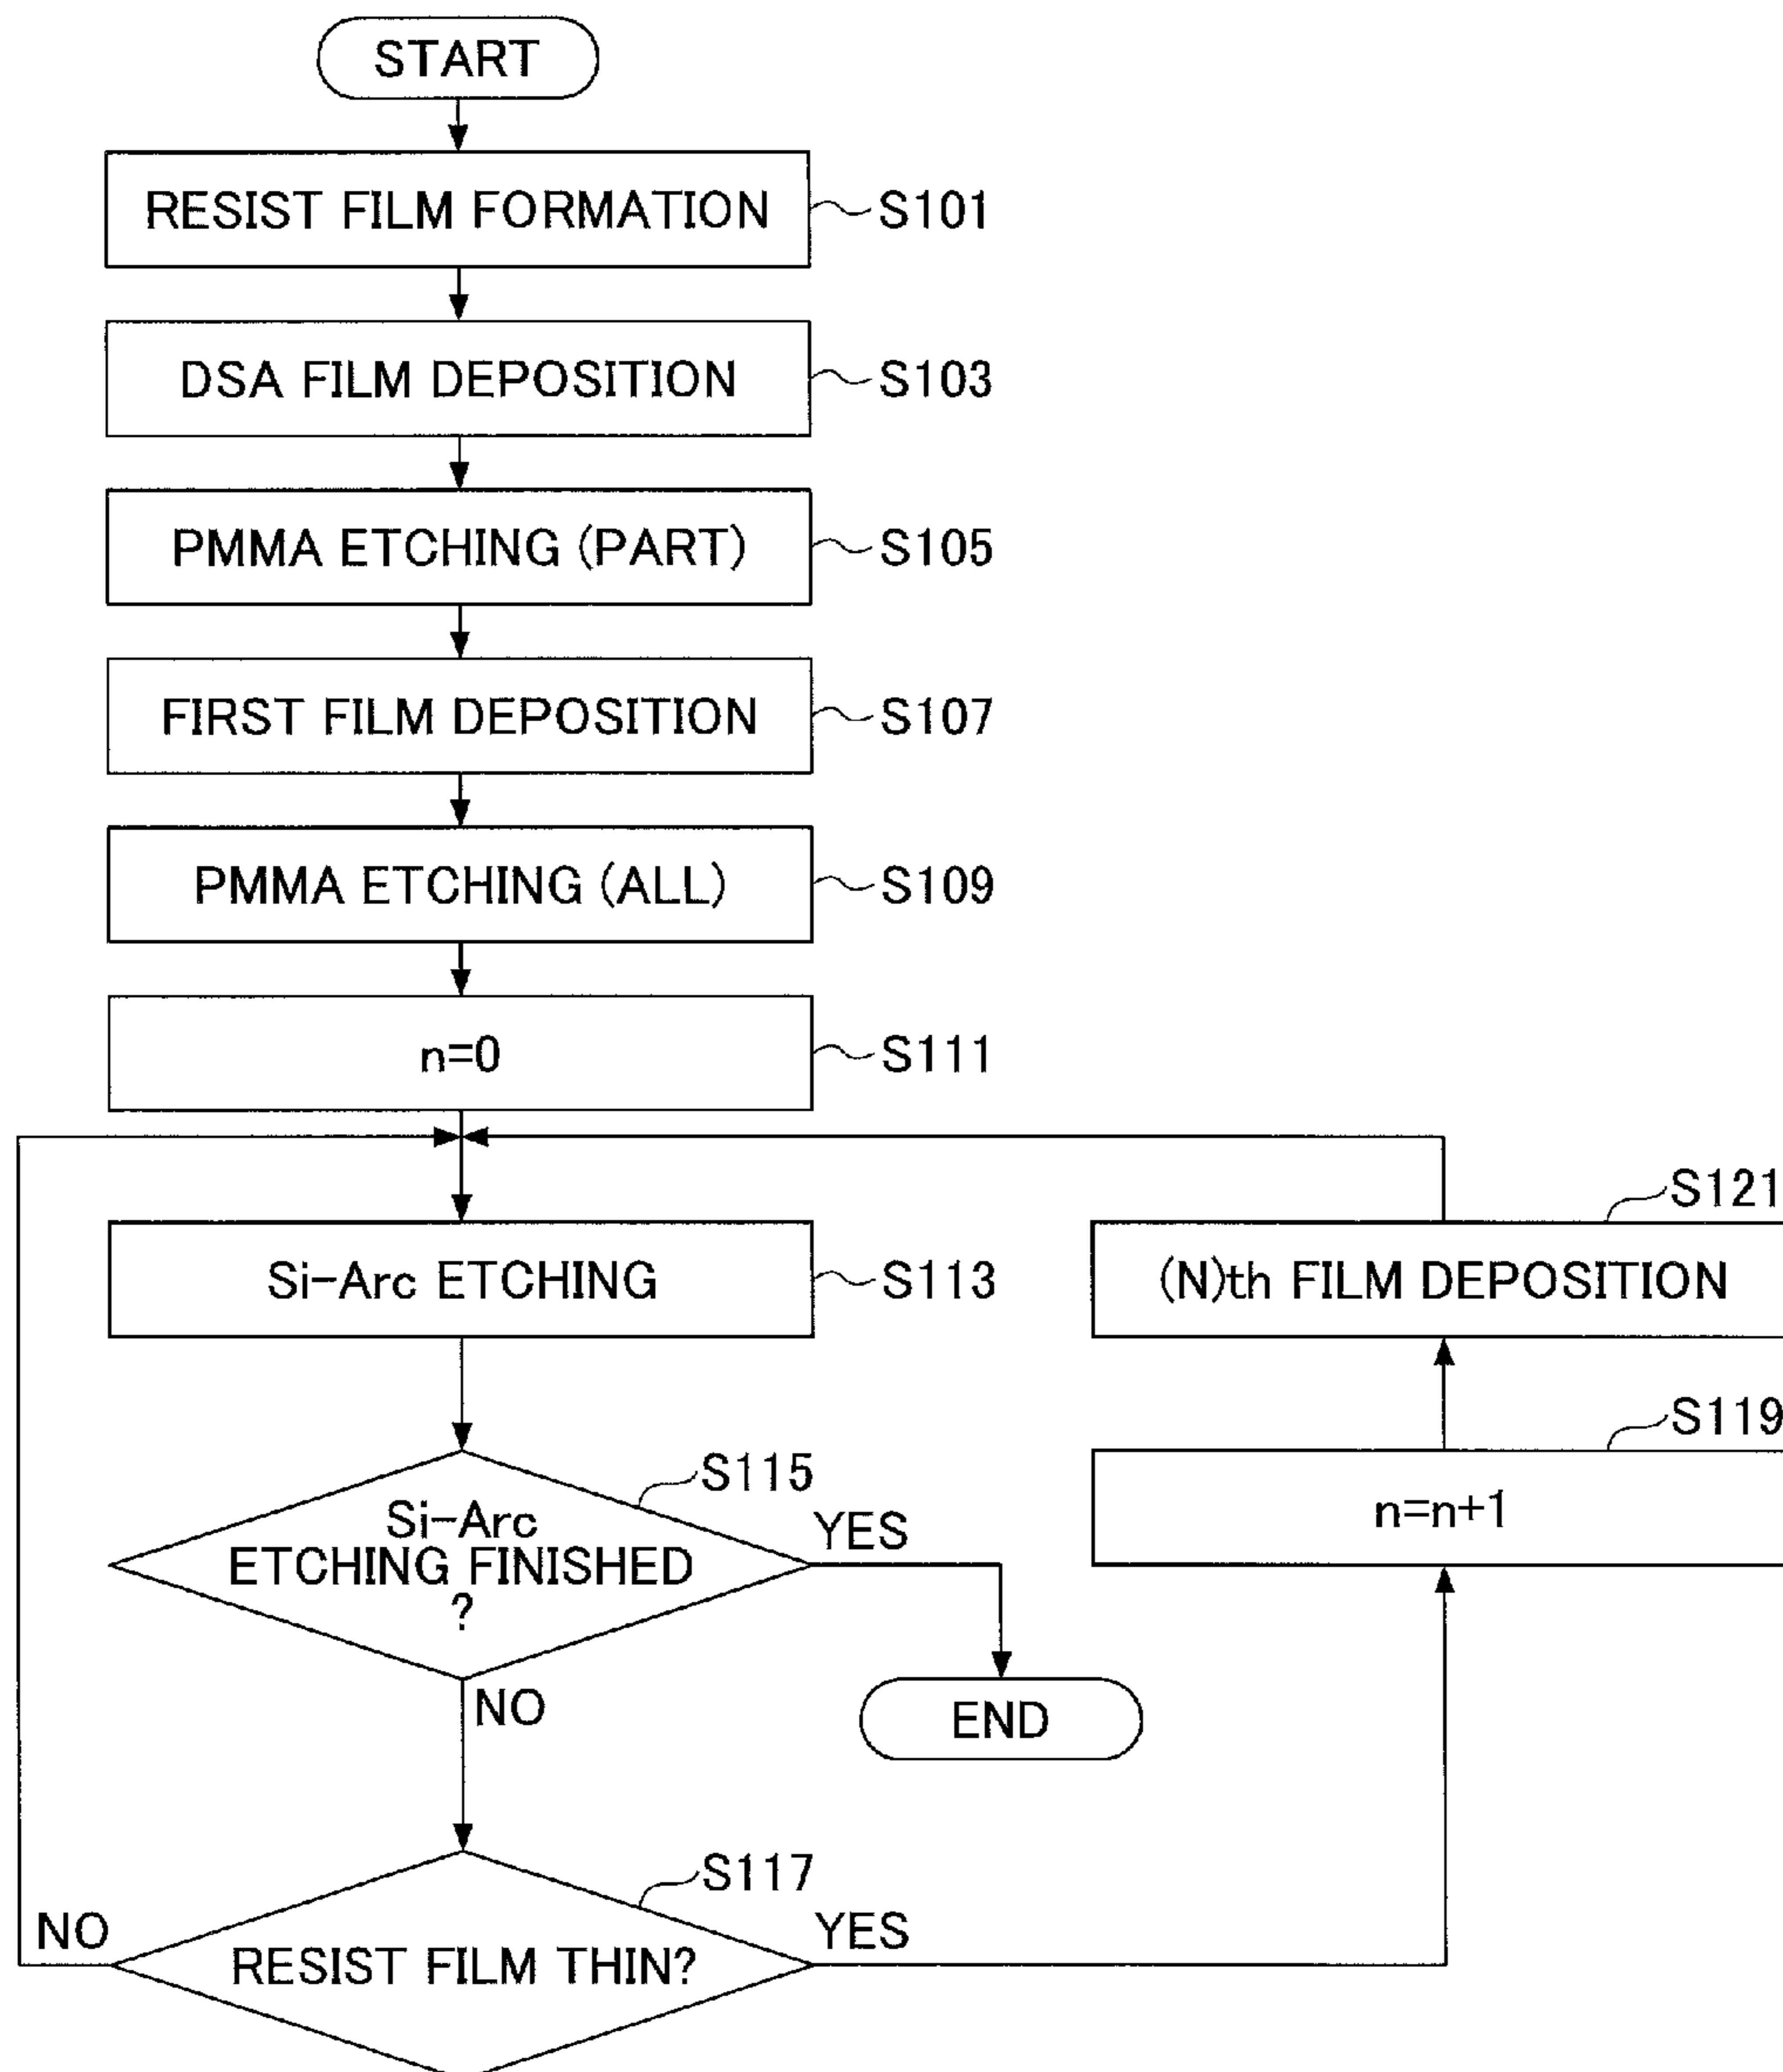 START
RESIST FILM FORMATION
S101
DSA FILM DEPOSITION
S103
PMMA ETCHING (PART)
S105
FIRST FILM DEPOSITION
S107
PMMA ETCHING (ALL)
S109
n=0
S111
Si-Arc ETCHING
S113
S121
(N)th FILM DEPOSITION
S119
n=n+1
S115
Si-Arc
ETCHING FINISHED
?
YES
NO
END
S117
RESIST FILM THIN?
NO
YES